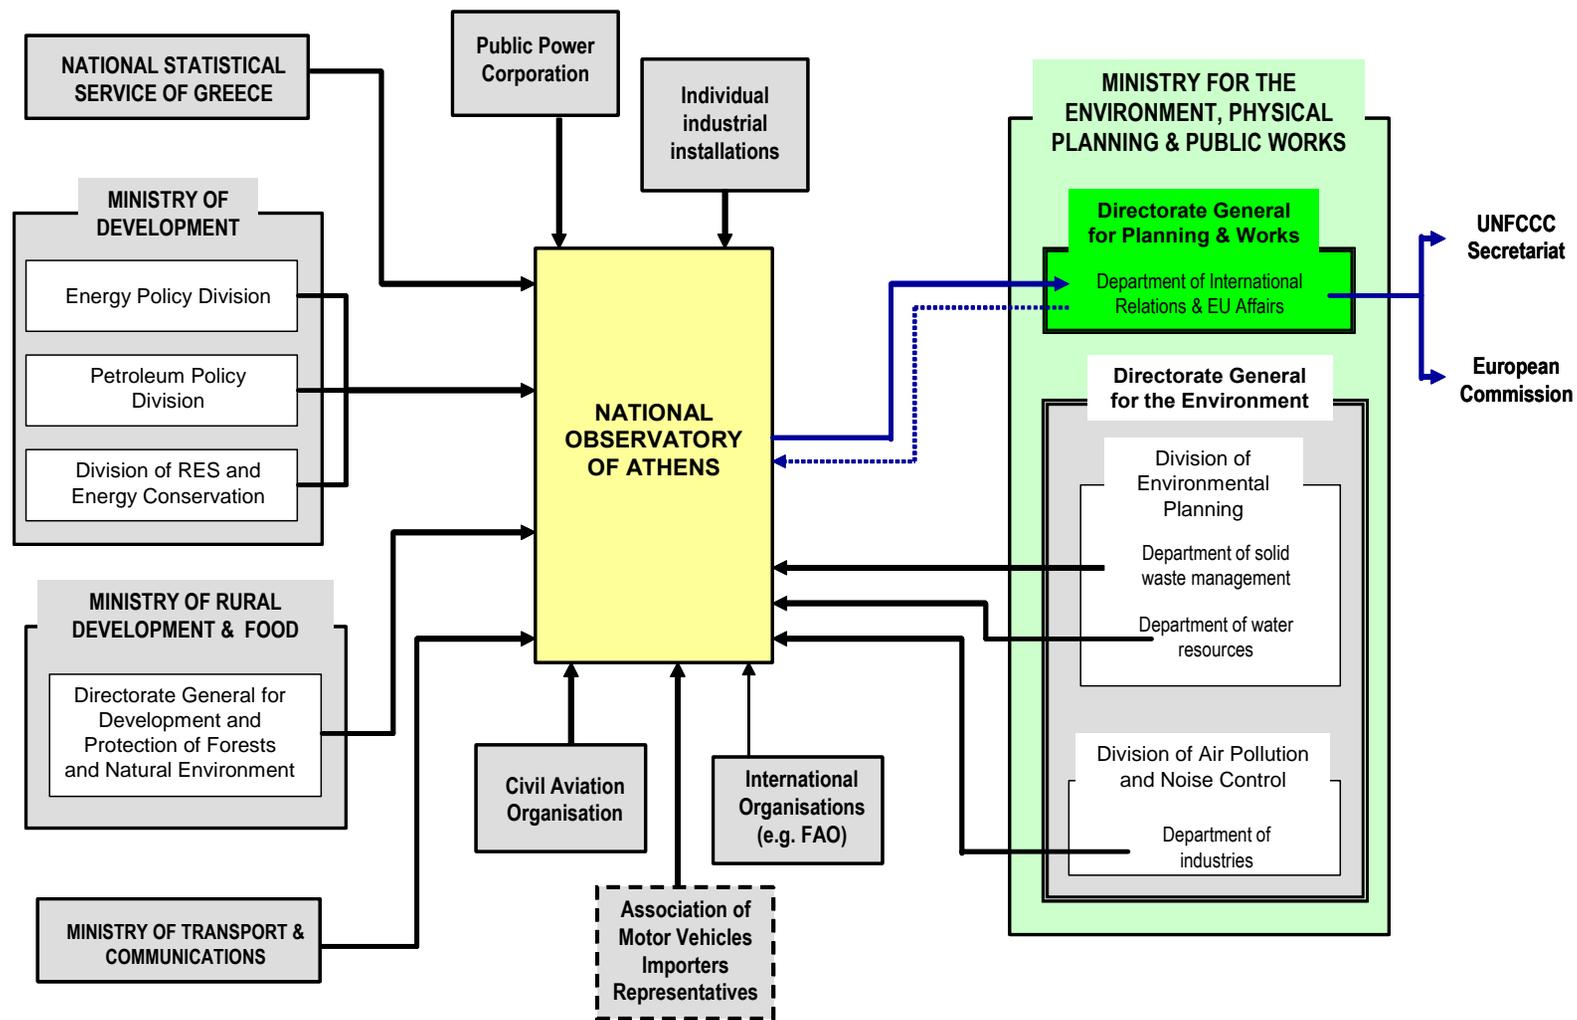 NATIONAL STATISTICAL
SERVICE OF GREECE
Public Power
Corporation
Individual
industrial
installations
MINISTRY FOR THE
ENVIRONMENT, PHYSICAL
PLANNING & PUBLIC WORKS
MINISTRY OF
DEVELOPMENT
Energy Policy Division
Petroleum Policy
Division
Division of RES and
Energy Conservation
Directorate General
for Planning & Works
Department of International
Relations & EU Affairs
UNFCCC
Secretariat
European
Commission
NATIONAL
OBSERVATORY
OF ATHENS
Directorate General
for the Environment
Division of
Environmental
Planning
Department of solid
waste management
Department of water
resources
MINISTRY OF RURAL
DEVELOPMENT & FOOD
Directorate General for
Development and
Protection of Forests
and Natural Environment
Civil Aviation
Organisation
International
Organisations
(e.g. FAO)
Division of Air Pollution
and Noise Control
Department of
industries
MINISTRY OF TRANSPORT &
COMMUNICATIONS
Association of
Motor Vehicles
Importers
Representatives